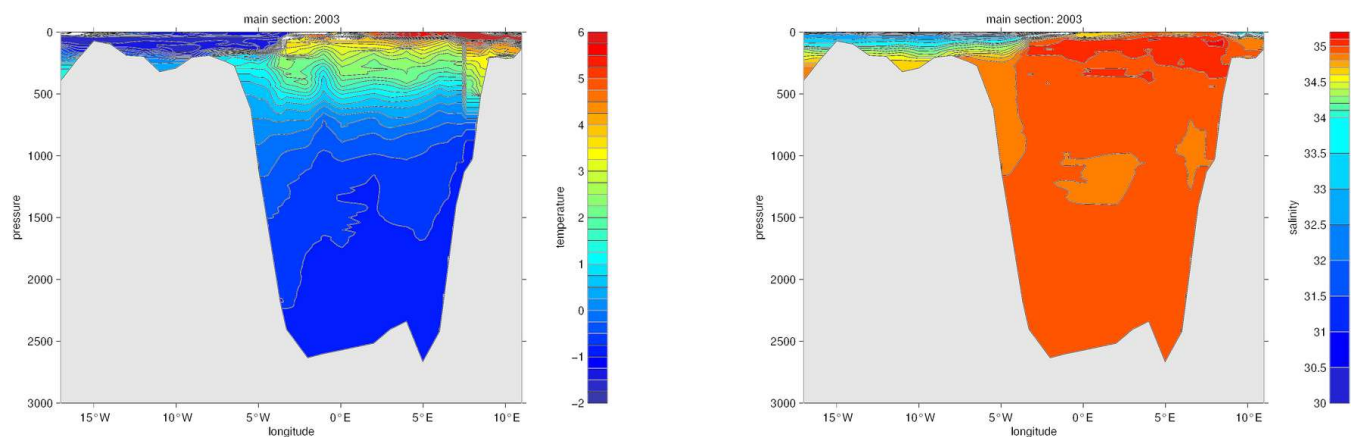 main section: 2003
0
500
1000
1500
2000
2500
3000
pressure
15°W
10°W
5°W
0°E
5°E
10°E
longitude
6
5
4
3
2
1
0
−1
−2
temperature
main section: 2003
0
500
1000
1500
2000
2500
3000
pressure
15°W
10°W
5°W
0°E
5°E
10°E
longitude
35
34.5
34
33.5
33
32.5
32
31.5
31
30.5
30
salinity